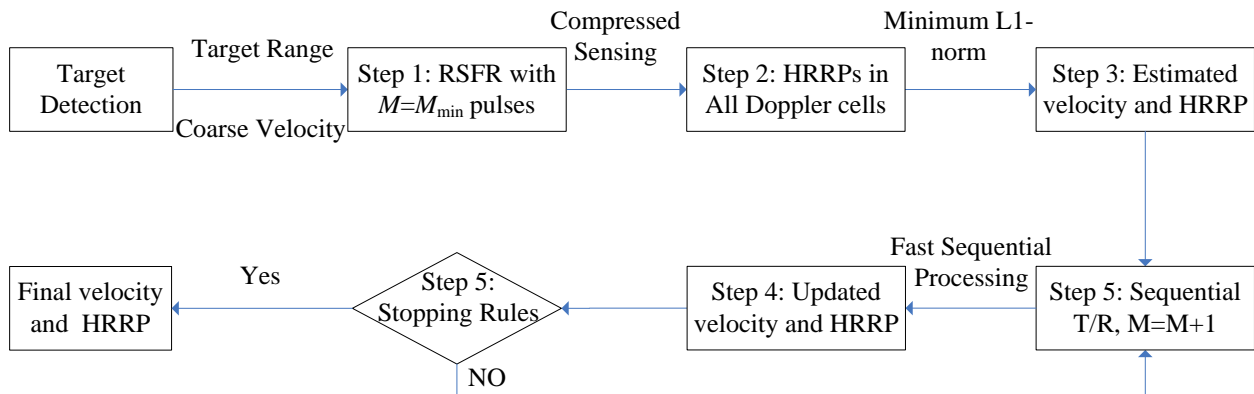 Target
Detection
Target Range
Coarse Velocity
Step 1: RSFR with
M=Mmin pulses
Compressed
Sensing
Step 2: HRRPs in
All Doppler cells
Minimum L1-
norm
Step 3: Estimated
velocity and HRRP
Final velocity
and HRRP
Yes
Step 5:
Stopping Rules
NO
Step 4: Updated
velocity and HRRP
Fast Sequential
Processing
Step 5: Sequential
T/R, M=M+1